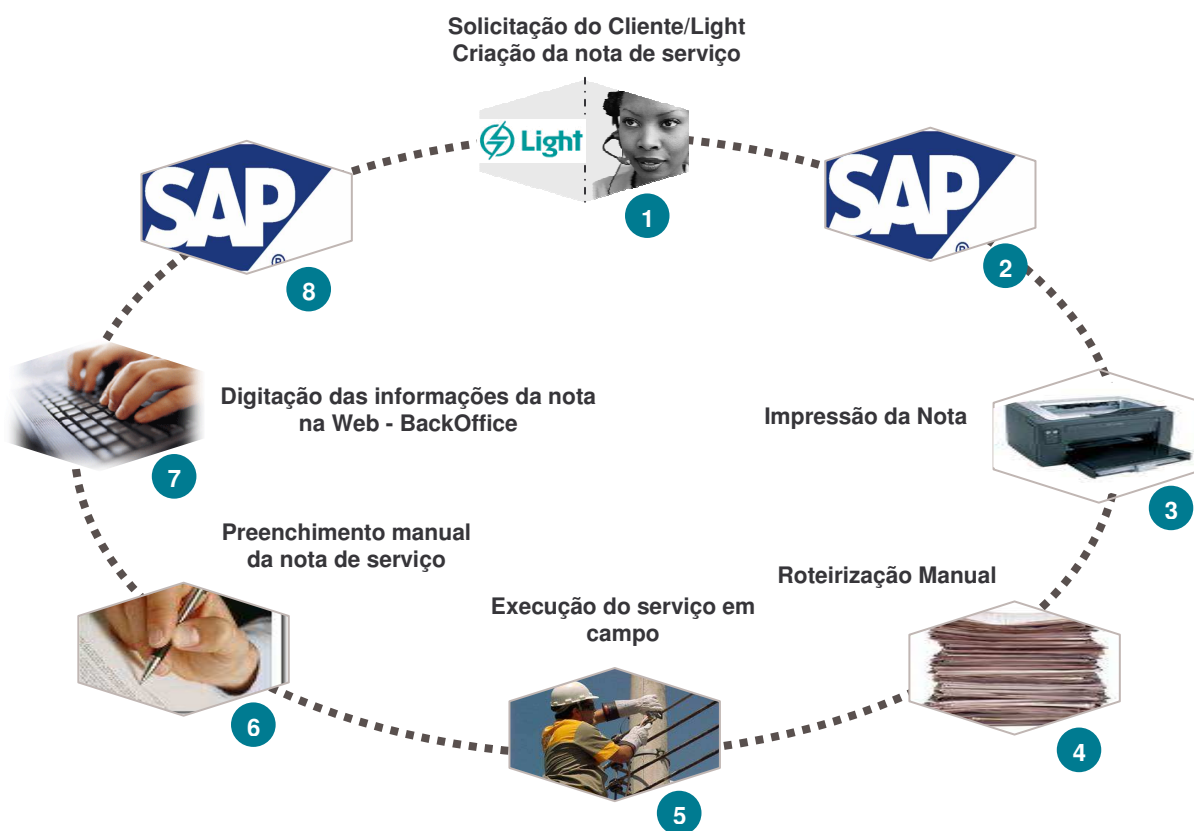 Solicitação do Cliente/Light
Criação da nota de serviço
Light
1
SAP
2
Impressão da Nota
3
Roteirização Manual
4
Execução do serviço em
campo
5
Preenchimento manual
da nota de serviço
6
Digitação das informações da nota
na Web - BackOffice
7
SAP
8